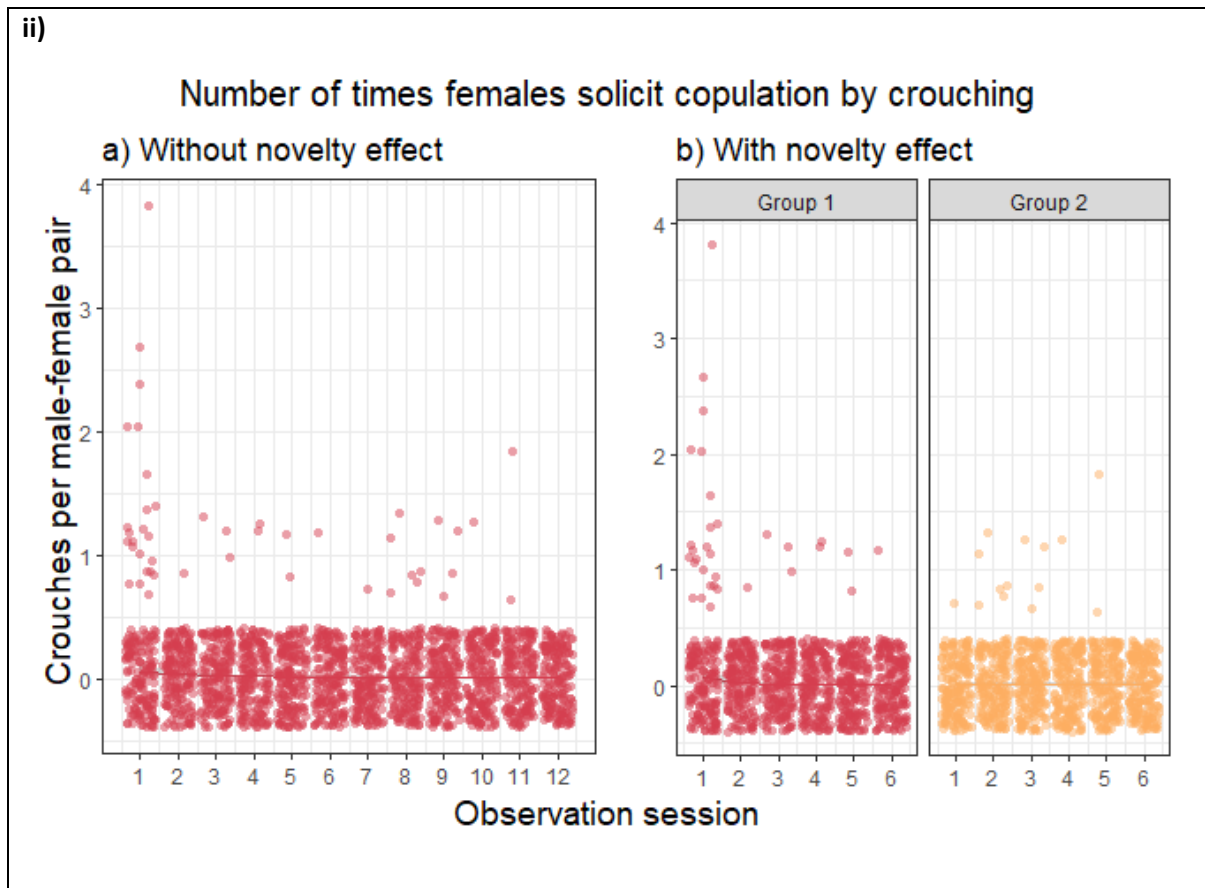 ii)
Number of times females solicit copulation by crouching
a) Without novelty effect
b) With novelty effect
Crouches per male-female pair
4
3
2
1
0
1 2 3 4 5 6 7 8 9 10 11 12
Group 1
Group 2
4
3
2
1
0
1 2 3 4 5 6
1 2 3 4 5 6
Observation session